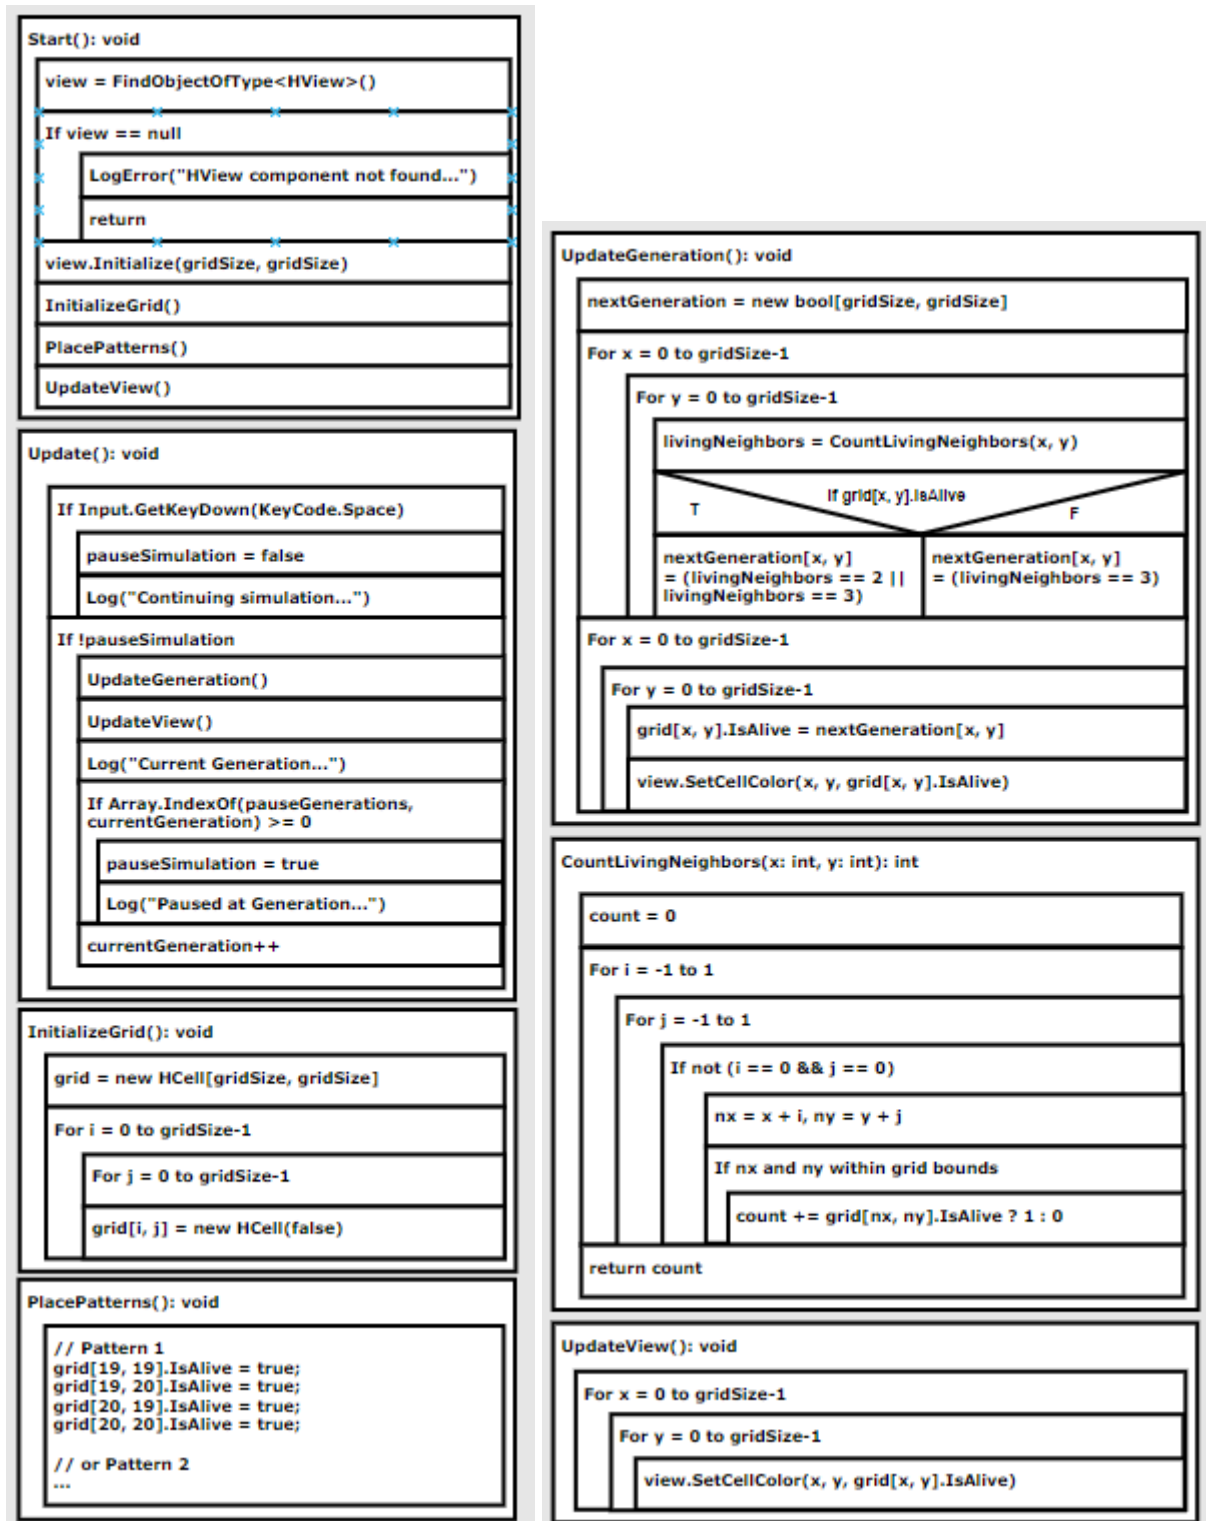 Start(): void
view = FindObjectOfType<HView>()
If view == null
LogError("HView component not found...")
return
view.Initialize(gridSize, gridSize)
InitializeGrid()
PlacePatterns()
UpdateView()
Update(): void
If Input.GetKeyDown(KeyCode.Space)
pauseSimulation = false
Log("Continuing simulation...")
If !pauseSimulation
UpdateGeneration()
UpdateView()
Log("Current Generation...")
If Array.IndexOf(pauseGenerations,
currentGeneration) >= 0
pauseSimulation = true
Log("Paused at Generation...")
currentGeneration++
InitializeGrid(): void
grid = new HCell[gridSize, gridSize]
For i = 0 to gridSize-1
For j = 0 to gridSize-1
grid[i, j] = new HCell(false)
PlacePatterns(): void
// Pattern 1
grid[19, 19].IsAlive = true;
grid[19, 20].IsAlive = true;
grid[20, 19].IsAlive = true;
grid[20, 20].IsAlive = true;
// or Pattern 2
...
UpdateGeneration(): void
nextGeneration = new bool[gridSize, gridSize]
For x = 0 to gridSize-1
For y = 0 to gridSize-1
livingNeighbors = CountLivingNeighbors(x, y)
If grid[x, y].IsAlive
T
F
nextGeneration[x, y]
= (livingNeighbors == 2 ||
livingNeighbors == 3)
nextGeneration[x, y]
= (livingNeighbors == 3)
For x = 0 to gridSize-1
For y = 0 to gridSize-1
grid[x, y].IsAlive = nextGeneration[x, y]
view.SetCellColor(x, y, grid[x, y].IsAlive)
CountLivingNeighbors(x: int, y: int): int
count = 0
For i = -1 to 1
For j = -1 to 1
If not (i == 0 && j == 0)
nx = x + i, ny = y + j
If nx and ny within grid bounds
count += grid[nx, ny].IsAlive ? 1 : 0
return count
UpdateView(): void
For x = 0 to gridSize-1
For y = 0 to gridSize-1
view.SetCellColor(x, y, grid[x, y].IsAlive)